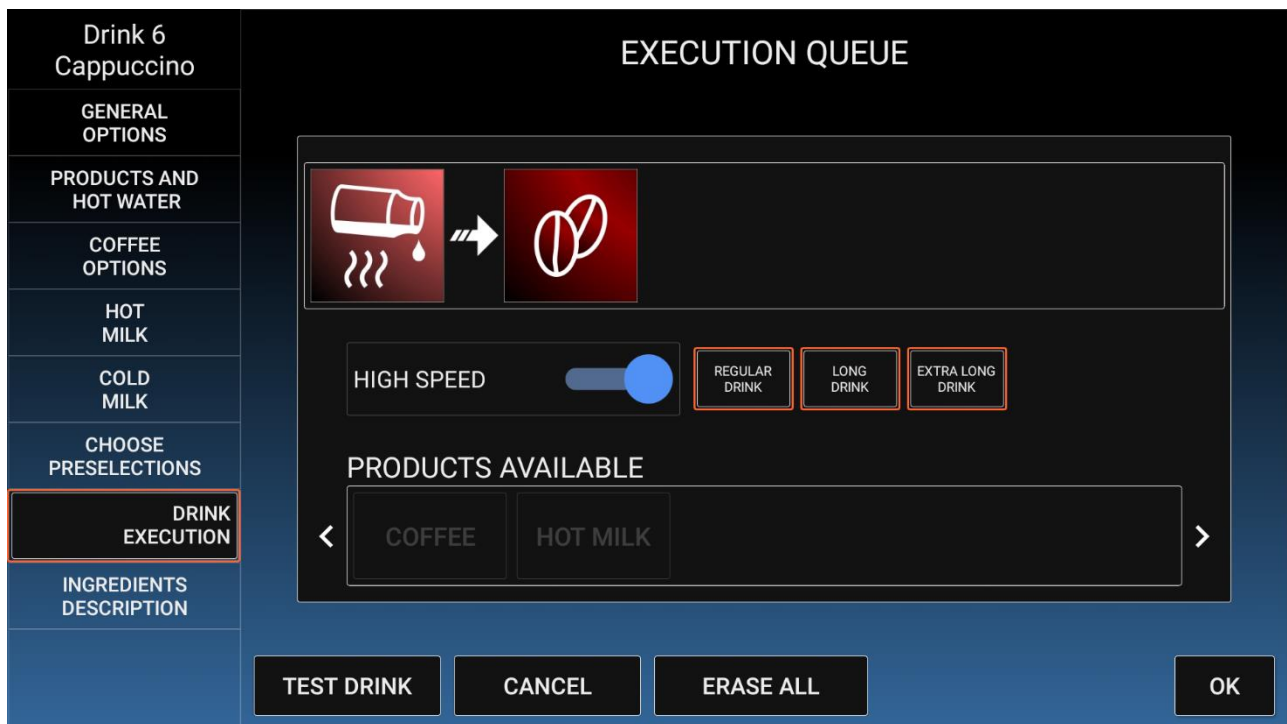 Drink 6
Cappuccino
GENERAL
OPTIONS
PRODUCTS AND
HOT WATER
COFFEE
OPTIONS
HOT
MILK
COLD
MILK
CHOOSE
PRESELECTIONS
DRINK
EXECUTION
INGREDIENTS
DESCRIPTION
EXECUTION QUEUE
HIGH SPEED
REGULAR
DRINK
LONG
DRINK
EXTRA LONG
DRINK
PRODUCTS AVAILABLE
COFFEE
HOT MILK
TEST DRINK
CANCEL
ERASE ALL
OK